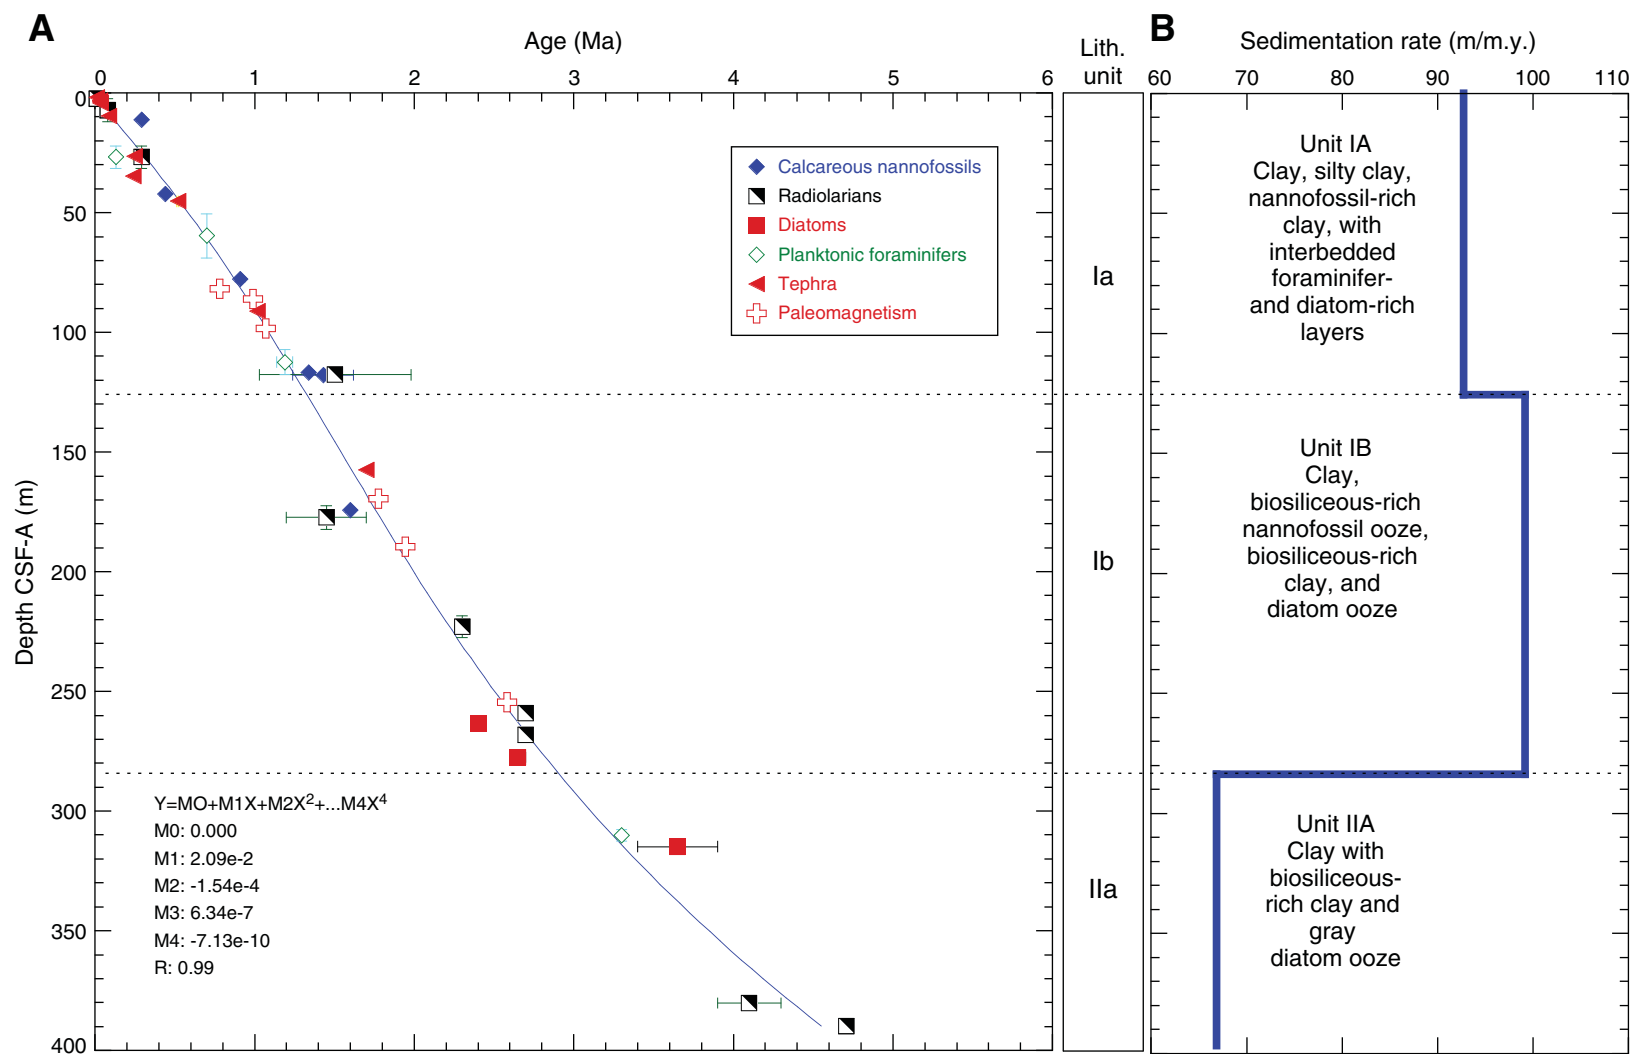 A
Age (Ma)
0 1 2 3 4 5 6
Depth CSF-A (m)
0
50
100
150
200
250
300
350
400
Calcareous nannofossils
Radiolarians
Diatoms
Planktonic foraminifers
Tephra
Paleomagnetism
Y=MO+M1X+M2X²+...M4X⁴
M0: 0.000
M1: 2.09e-2
M2: -1.54e-4
M3: 6.34e-7
M4: -7.13e-10
R: 0.99
Lith.
unit
Ia
Ib
IIa
B
Sedimentation rate (m/m.y.)
60 70 80 90 100 110
Unit IA
Clay, silty clay,
nannofossil-rich
clay, with
interbedded
foraminifer-
and diatom-rich
layers
Unit IB
Clay,
biosiliceous-rich
nannofossil ooze,
biosiliceous-rich
clay, and
diatom ooze
Unit IIA
Clay with
biosiliceous-
rich clay and
gray
diatom ooze